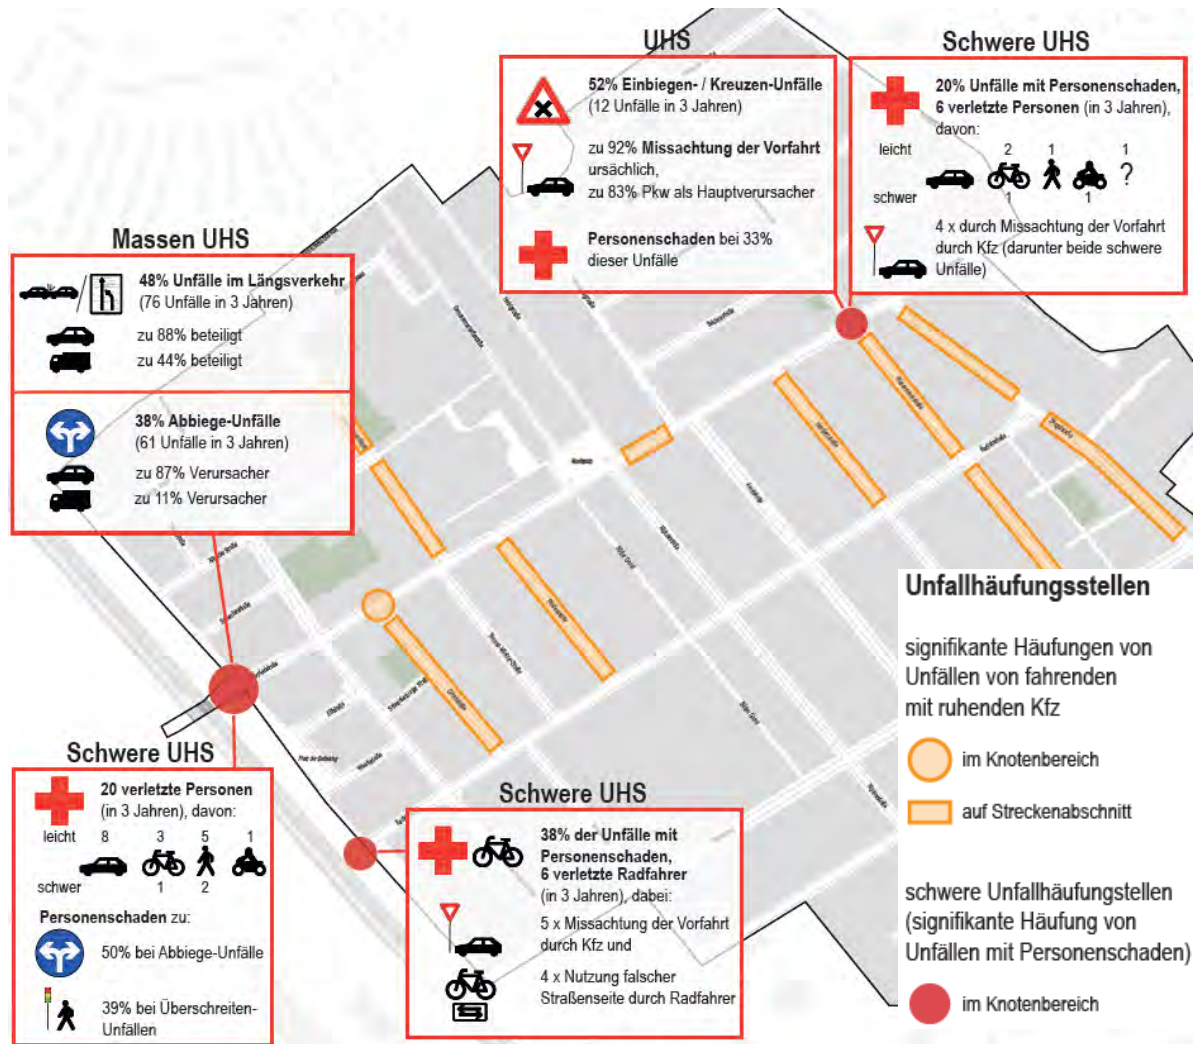 UHS
52% Einbiegen- / Kreuzen-Unfälle
(12 Unfälle in 3 Jahren)
zu 92% Missachtung der Vorfahrt
ursächlich,
zu 83% Pkw als Hauptverursacher
Personenschaden bei 33%
dieser Unfälle
Schwere UHS
20% Unfälle mit Personenschaden,
6 verletzte Personen (in 3 Jahren),
davon:
leicht 2 1 1
?
schwer 1 1
4 x durch Missachtung der Vorfahrt
durch Kfz (darunter beide schwere
Unfälle)
Massen UHS
48% Unfälle im Längsverkehr
(76 Unfälle in 3 Jahren)
zu 88% beteiligt
zu 44% beteiligt
38% Abbiege-Unfälle
(61 Unfälle in 3 Jahren)
zu 87% Verursacher
zu 11% Verursacher
Schwere UHS
20 verletzte Personen
(in 3 Jahren), davon:
leicht 8 3 5 1
schwer 1 2
Personenschaden zu:
50% bei Abbiege-Unfälle
39% bei Überschreiten-
Unfällen
Schwere UHS
38% der Unfälle mit
Personenschaden,
6 verletzte Radfahrer
(in 3 Jahren), dabei:
5 x Missachtung der Vorfahrt
durch Kfz und
4 x Nutzung falscher
Straßenseite durch Radfahrer
Unfallhäufungsstellen
signifikante Häufungen von
Unfällen von fahrenden
mit ruhenden Kfz
im Knotenbereich
auf Streckenabschnitt
schwere Unfallhäufungstellen
(signifikante Häufung von
Unfällen mit Personenschaden)
im Knotenbereich